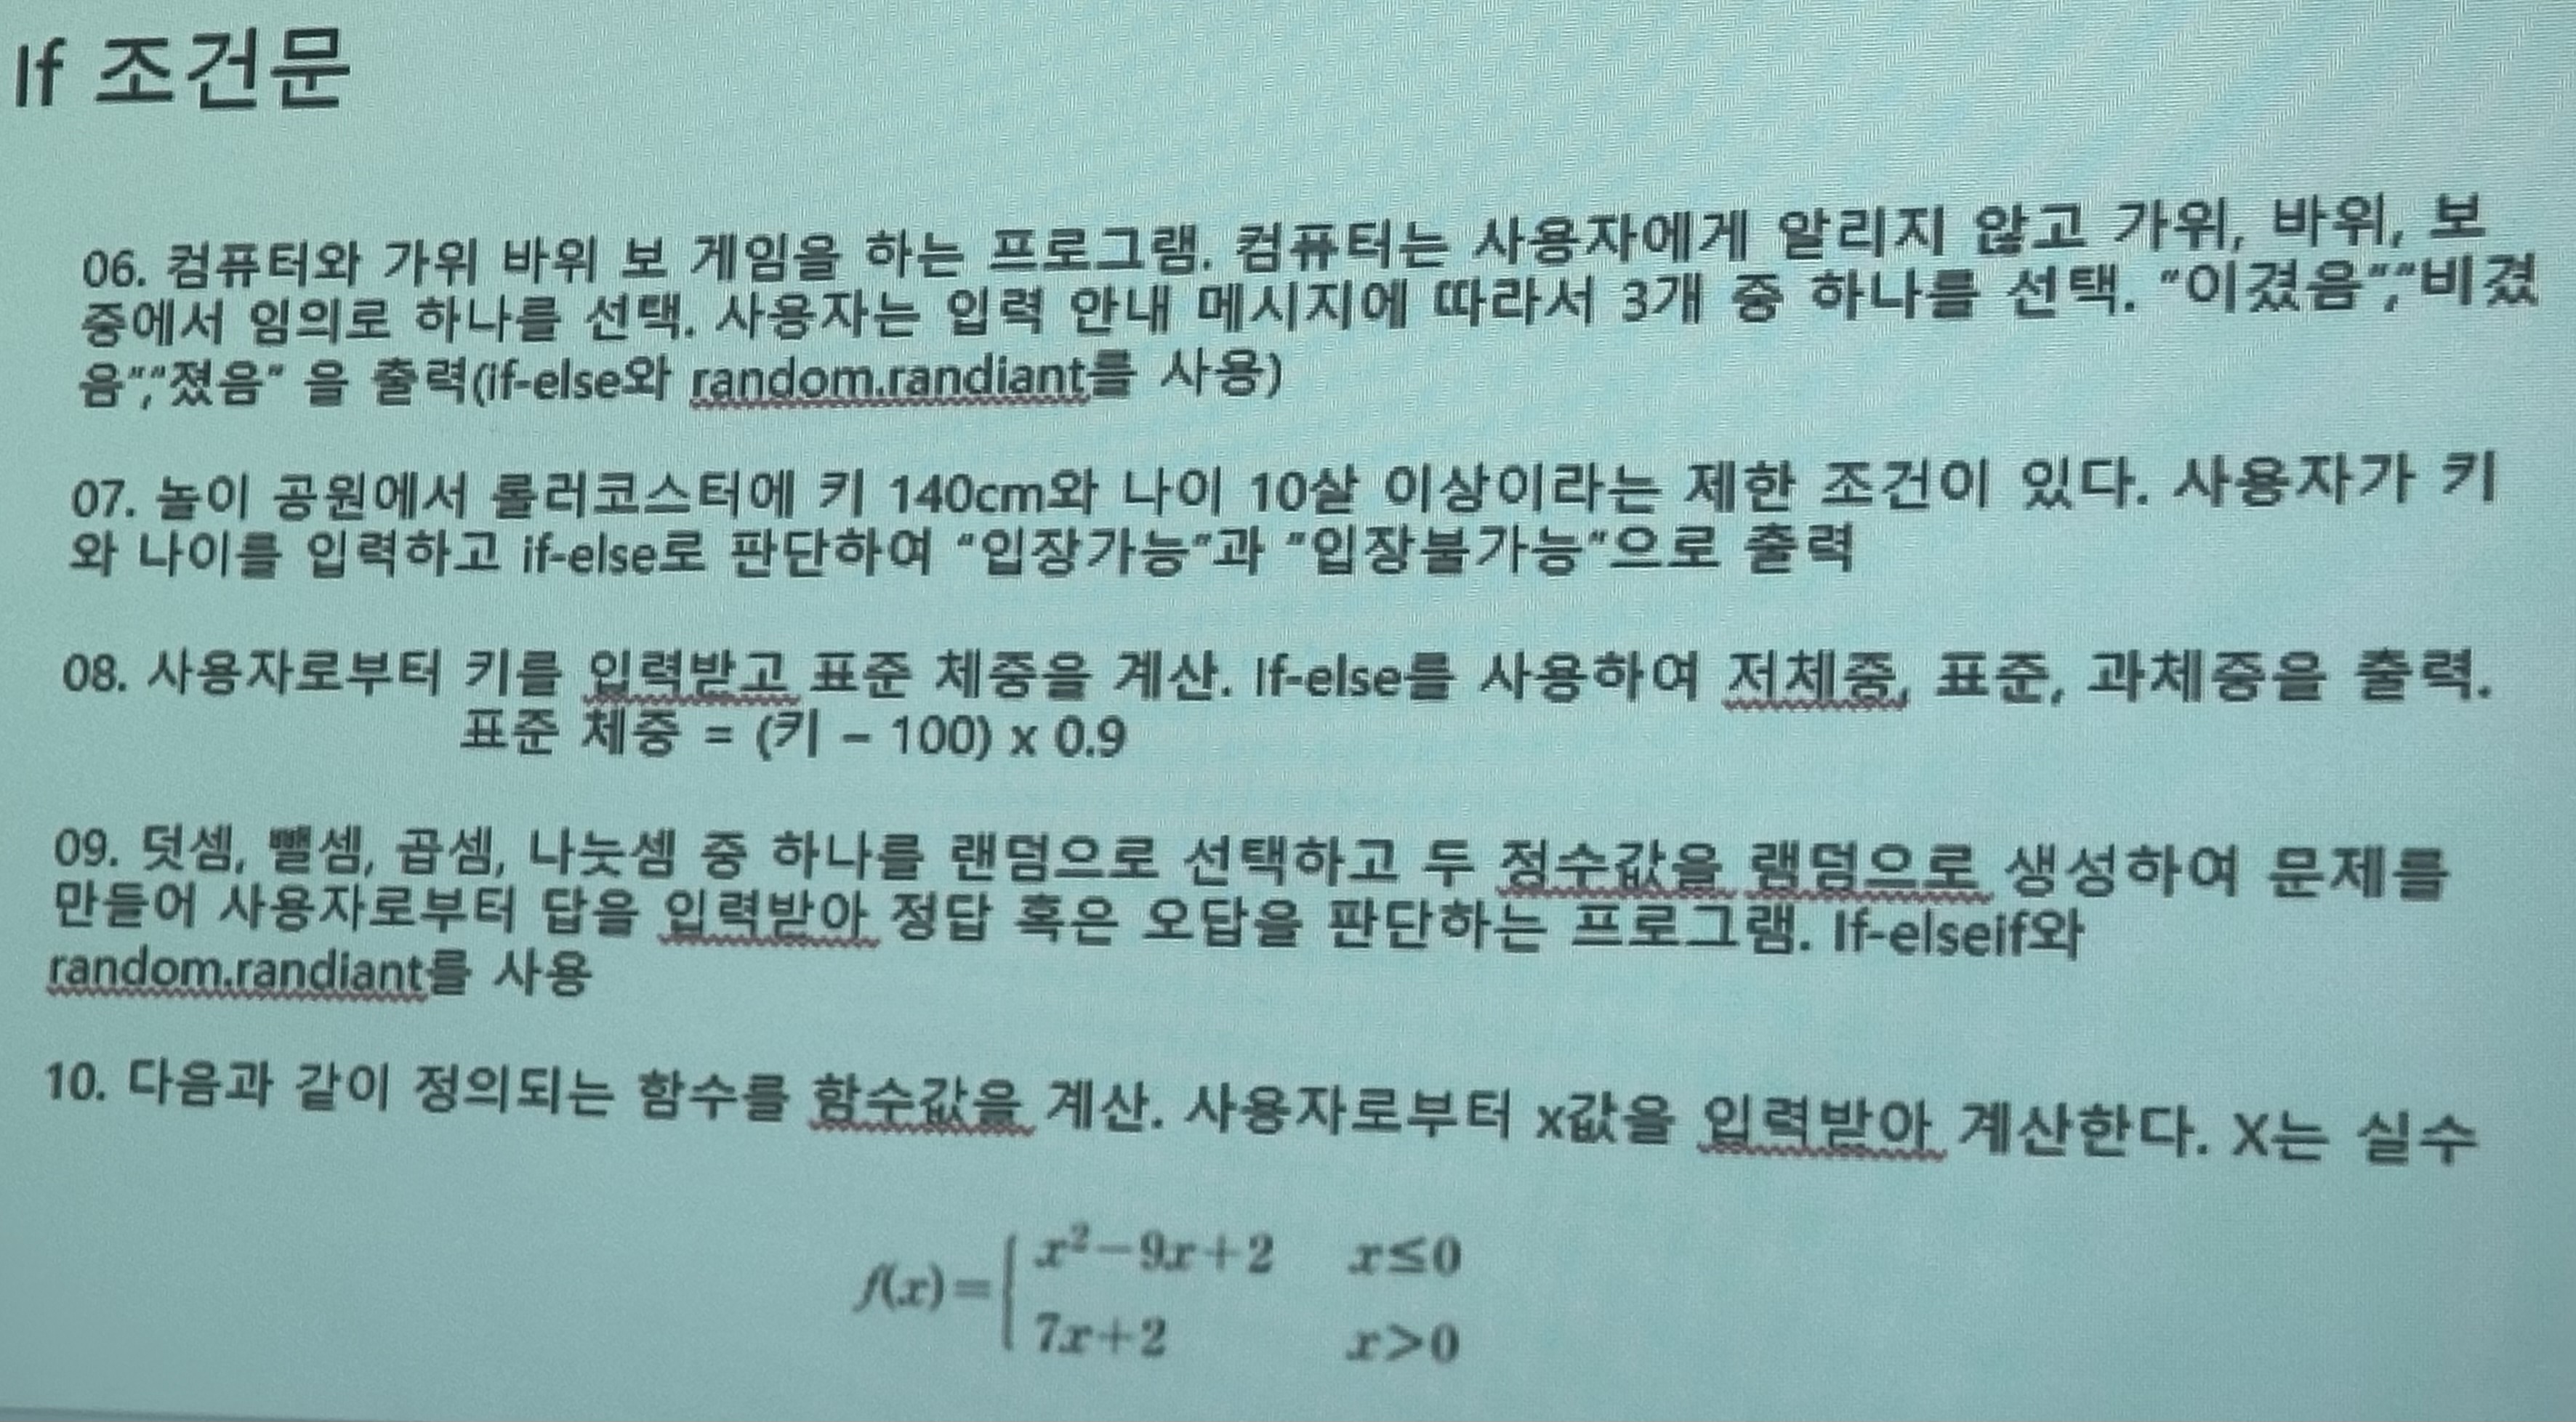 If 조건문
06. 컴퓨터와 가위 바위 보 게임을 하는 프로그램. 컴퓨터는 사용자에게 알리지 않고 가위, 바위, 보
중에서 임의로 하나를 선택. 사용자는 입력 안내 메시지에 따라서 3개 중 하나를 선택. "이겼음","비겼
음","졌음" 을 출력(if-else와 random.randiant를 사용)
07. 놀이 공원에서 롤러코스터에 키 140cm와 나이 10살 이상이라는 제한 조건이 있다. 사용자가 키
와 나이를 입력하고 if-else로 판단하여 "입장가능"과 "입장불가능"으로 출력
08. 사용자로부터 키를 입력받고 표준 체중을 계산. If-else를 사용하여 저체중, 표준, 과체중을 출력.
표준 체중 = (키 – 100) x 0.9
09. 덧셈, 뺄셈, 곱셈, 나눗셈 중 하나를 랜덤으로 선택하고 두 정수값을 램덤으로 생성하여 문제를
만들어 사용자로부터 답을 입력받아 정답 혹은 오답을 판단하는 프로그램. If-elseif와
random.randiant를 사용
10. 다음과 같이 정의되는 함수를 함수값을 계산. 사용자로부터 x값을 입력받아 계산한다. X는 실수
f(x)={ x²-9x+2 x≤0
7x+2 x>0